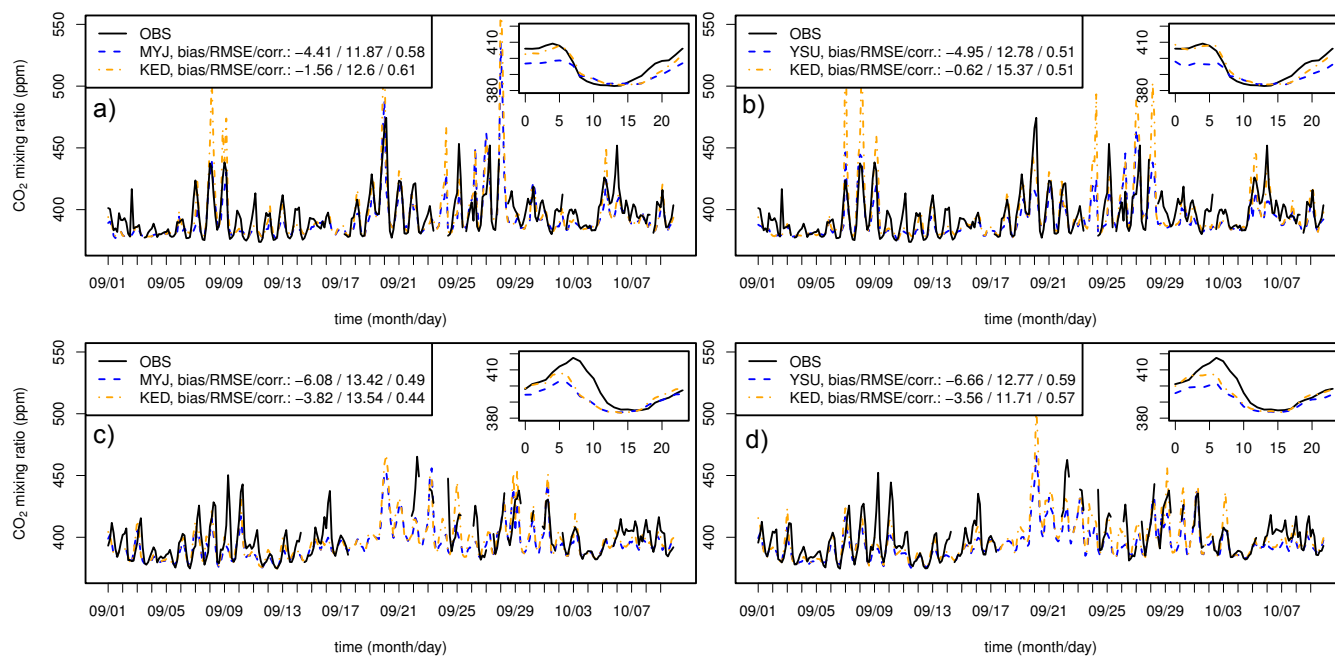 CO2 mixing ratio (ppm)
550
500
450
400
OBS
MYJ, bias/RMSE/corr.: −4.41 / 11.87 / 0.58
KED, bias/RMSE/corr.: −1.56 / 12.6 / 0.61
a)
410
380
0 5 10 15 20
09/01 09/05 09/09 09/13 09/17 09/21 09/25 09/29 10/03 10/07
time (month/day)
550
500
450
400
OBS
YSU, bias/RMSE/corr.: −4.95 / 12.78 / 0.51
KED, bias/RMSE/corr.: −0.62 / 15.37 / 0.51
b)
410
380
0 5 10 15 20
09/01 09/05 09/09 09/13 09/17 09/21 09/25 09/29 10/03 10/07
time (month/day)
CO2 mixing ratio (ppm)
550
500
450
400
OBS
MYJ, bias/RMSE/corr.: −6.08 / 13.42 / 0.49
KED, bias/RMSE/corr.: −3.82 / 13.54 / 0.44
c)
410
380
0 5 10 15 20
09/01 09/05 09/09 09/13 09/17 09/21 09/25 09/29 10/03 10/07
time (month/day)
550
500
450
400
OBS
YSU, bias/RMSE/corr.: −6.66 / 12.77 / 0.59
KED, bias/RMSE/corr.: −3.56 / 11.71 / 0.57
d)
410
380
0 5 10 15 20
09/01 09/05 09/09 09/13 09/17 09/21 09/25 09/29 10/03 10/07
time (month/day)